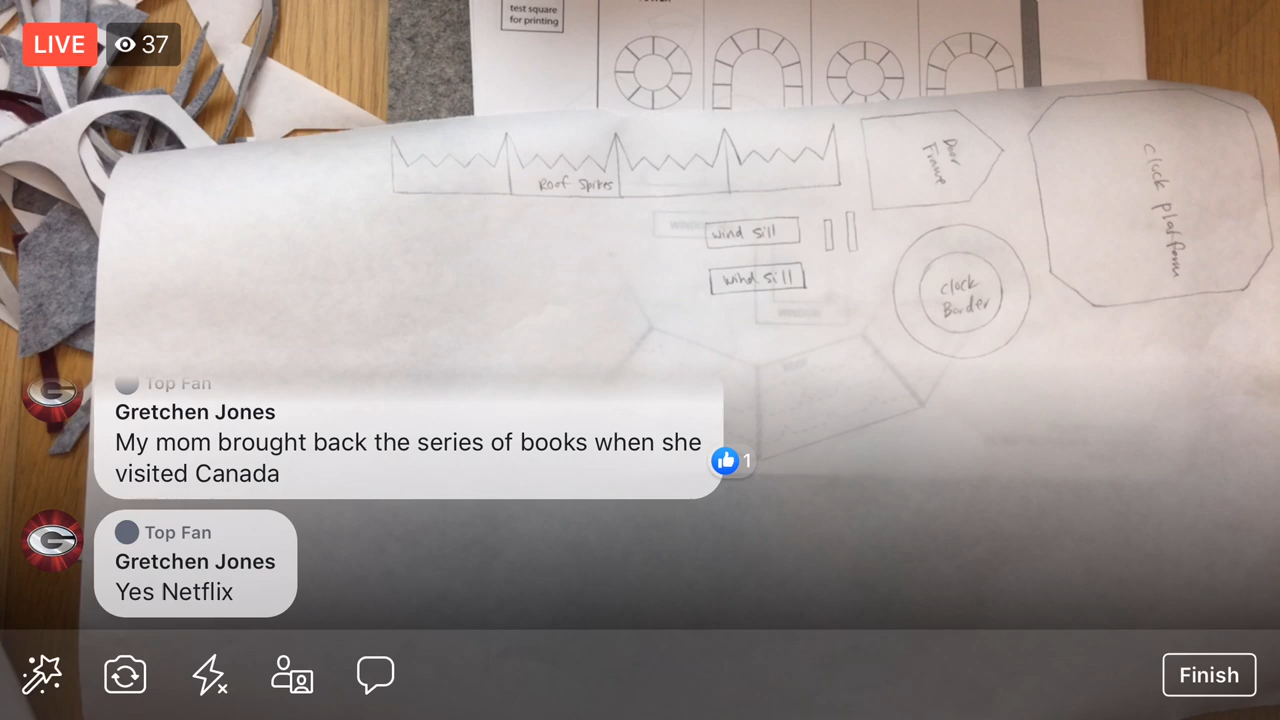 LIVE 37
test square
for printing
Roof Spikes
Door
Frame
Clock platform
wind sill
wind sill
Clock
Border
Top Fan
Gretchen Jones
My mom brought back the series of books when she
visited Canada
1
Top Fan
Gretchen Jones
Yes Netflix
Finish